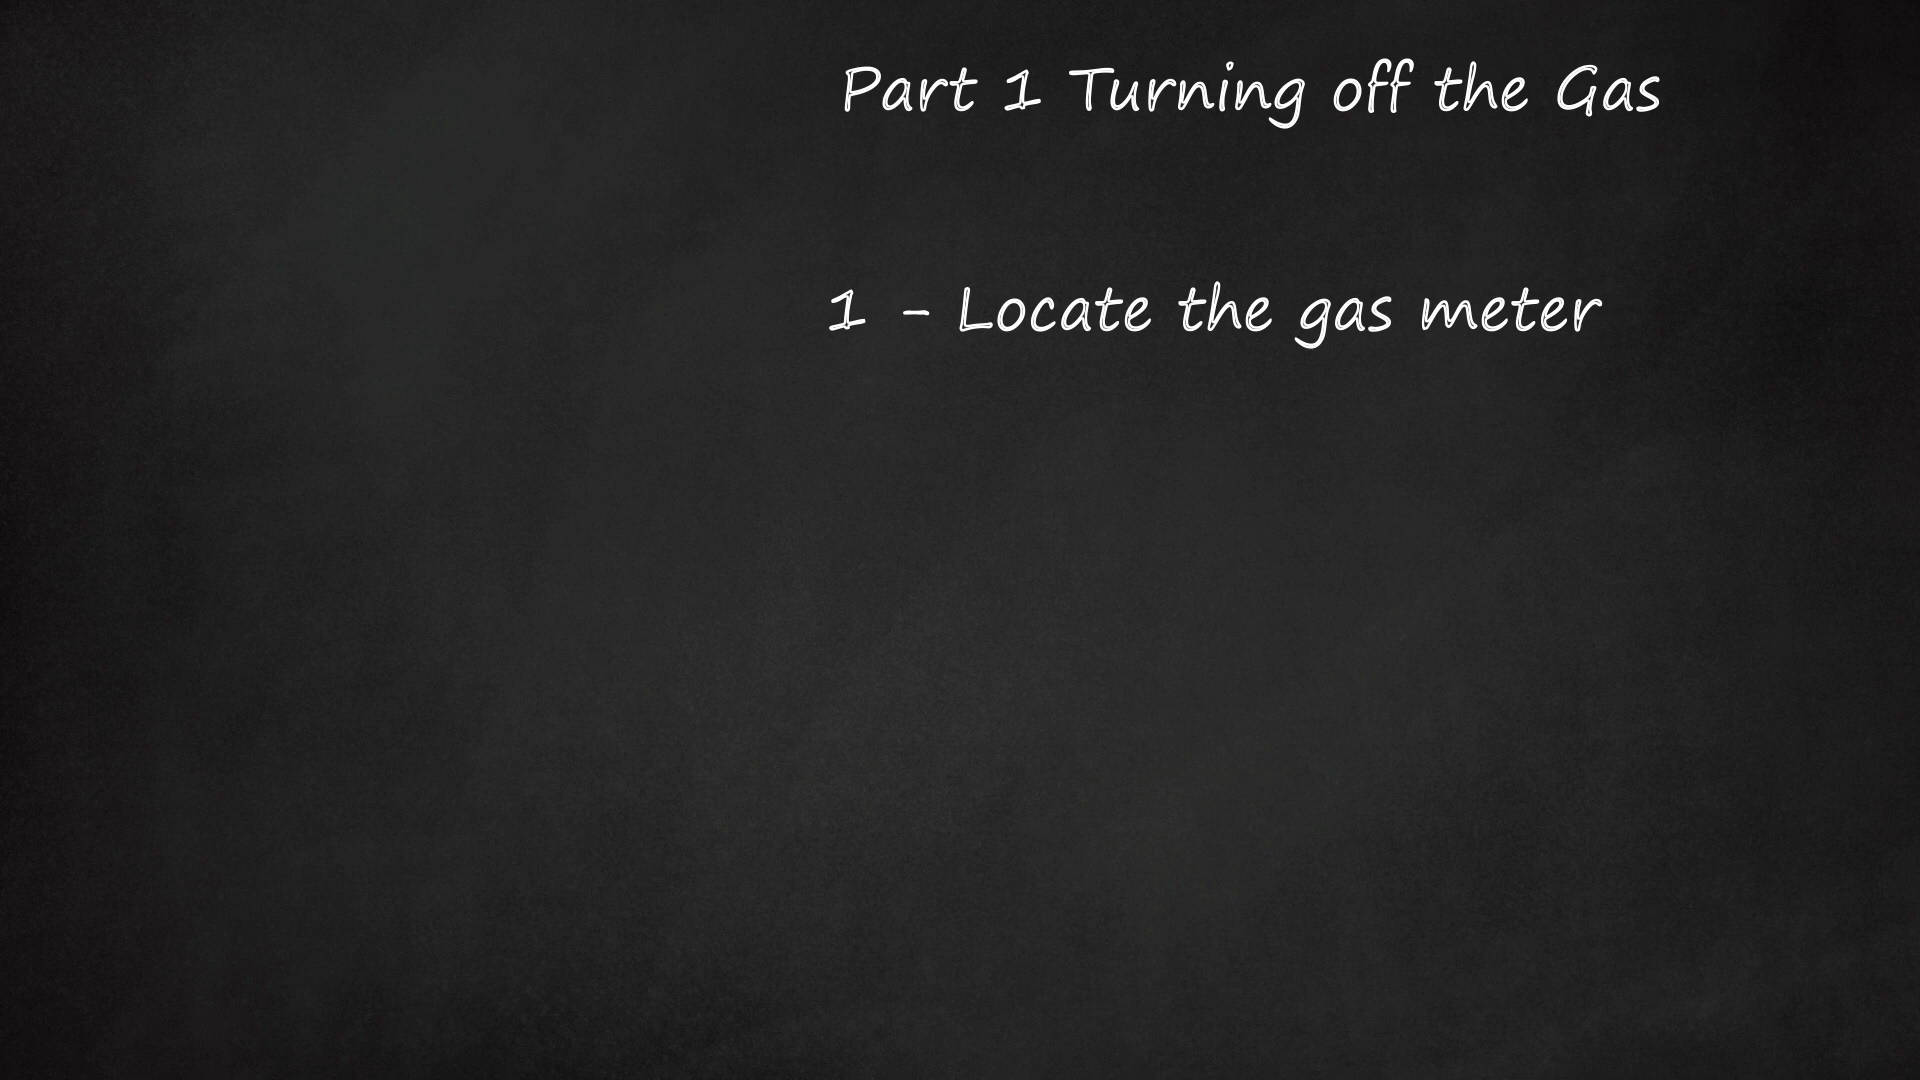 Part 1 Turning off the Gas
1 - Locate the gas meter